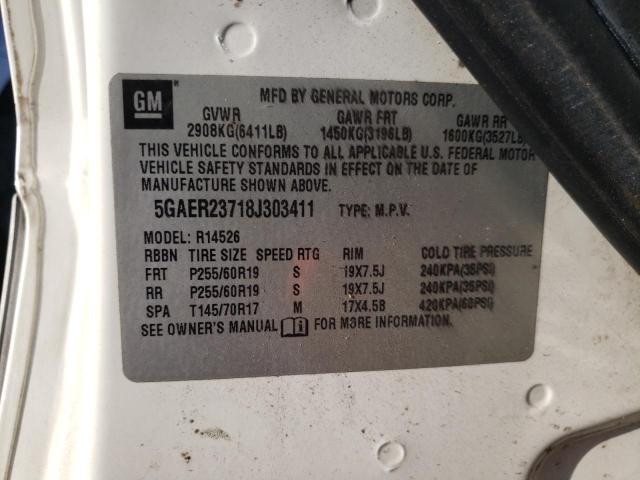 GM
MFD BY GENERAL MOTORS CORP.
GVWR GAWR FRT GAWR RR
2908KG(6411LB) 1450KG(3196LB) 1600KG(3527LB)
THIS VEHICLE CONFORMS TO ALL APPLICABLE U.S. FEDERAL MOTOR
VEHICLE SAFETY STANDARDS IN EFFECT ON THE DATE OF
MANUFACTURE SHOWN ABOVE.
5GAER23718J303411 TYPE: M.P.V.
MODEL: R14526
RBBN TIRE SIZE SPEED RTG RIM COLD TIRE PRESSURE
FRT P255/60R19 S 19X7.5J 240KPA(35PSI)
RR P255/60R19 S 19X7.5J 240KPA(35PSI)
SPA T145/70R17 M 17X4.5B 420KPA(60PSI)
SEE OWNER'S MANUAL FOR MORE INFORMATION.